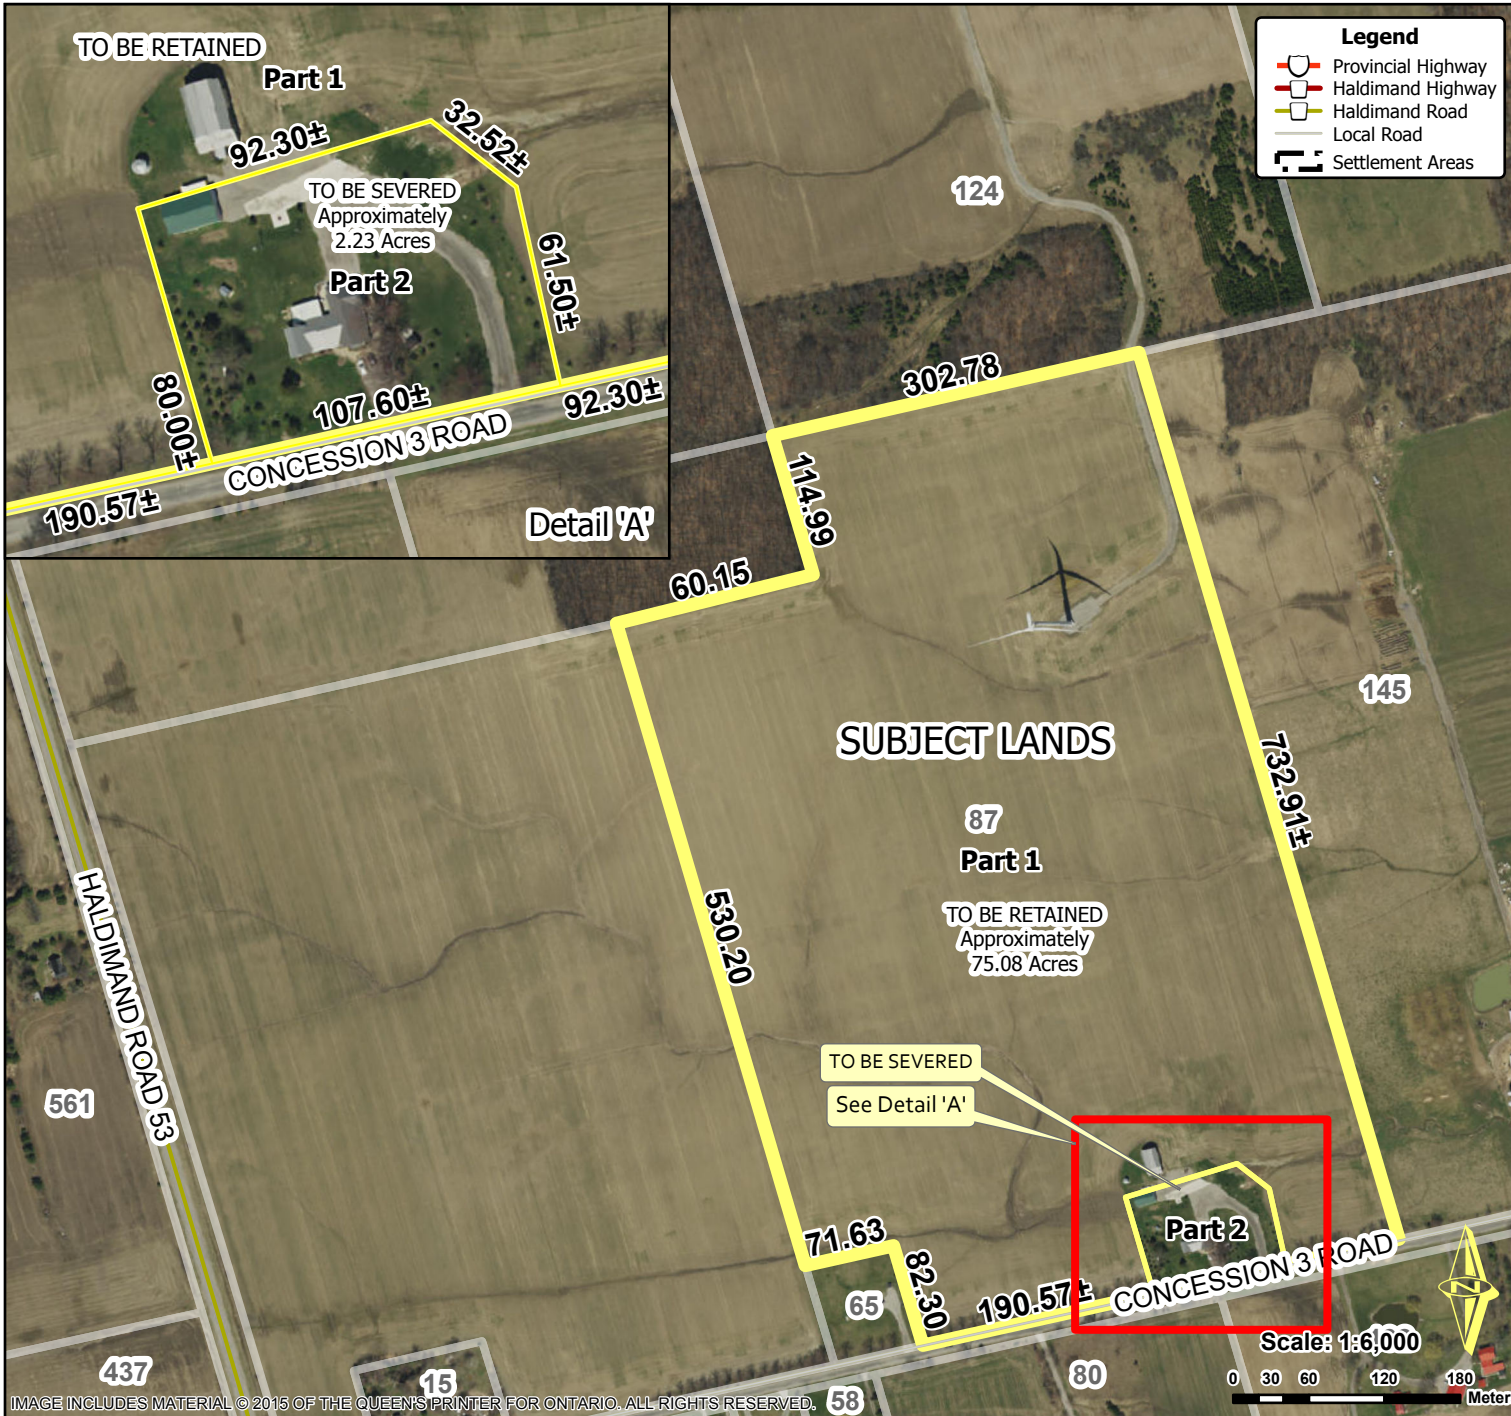 TO BE RETAINED
Part 1
92.30±
32.52±
TO BE SEVERED
Approximately
2.23 Acres
Part 2
61.50±
80.00±
107.60±
92.30±
CONCESSION 3 ROAD
190.57±
Detail 'A'
Legend
Provincial Highway
Haldimand Highway
Haldimand Road
Local Road
Settlement Areas
124
302.78
114.99
60.15
145
SUBJECT LANDS
87
Part 1
732.91±
TO BE RETAINED
Approximately
75.08 Acres
530.20
HALDIMAND ROAD 53
561
TO BE SEVERED
See Detail 'A'
Part 2
71.63
82.30
65
190.57±
CONCESSION 3 ROAD
N
Scale: 1:6,000
437
15
58
80
0 30 60 120 180
Meter
IMAGE INCLUDES MATERIAL © 2015 OF THE QUEEN'S PRINTER FOR ONTARIO. ALL RIGHTS RESERVED.